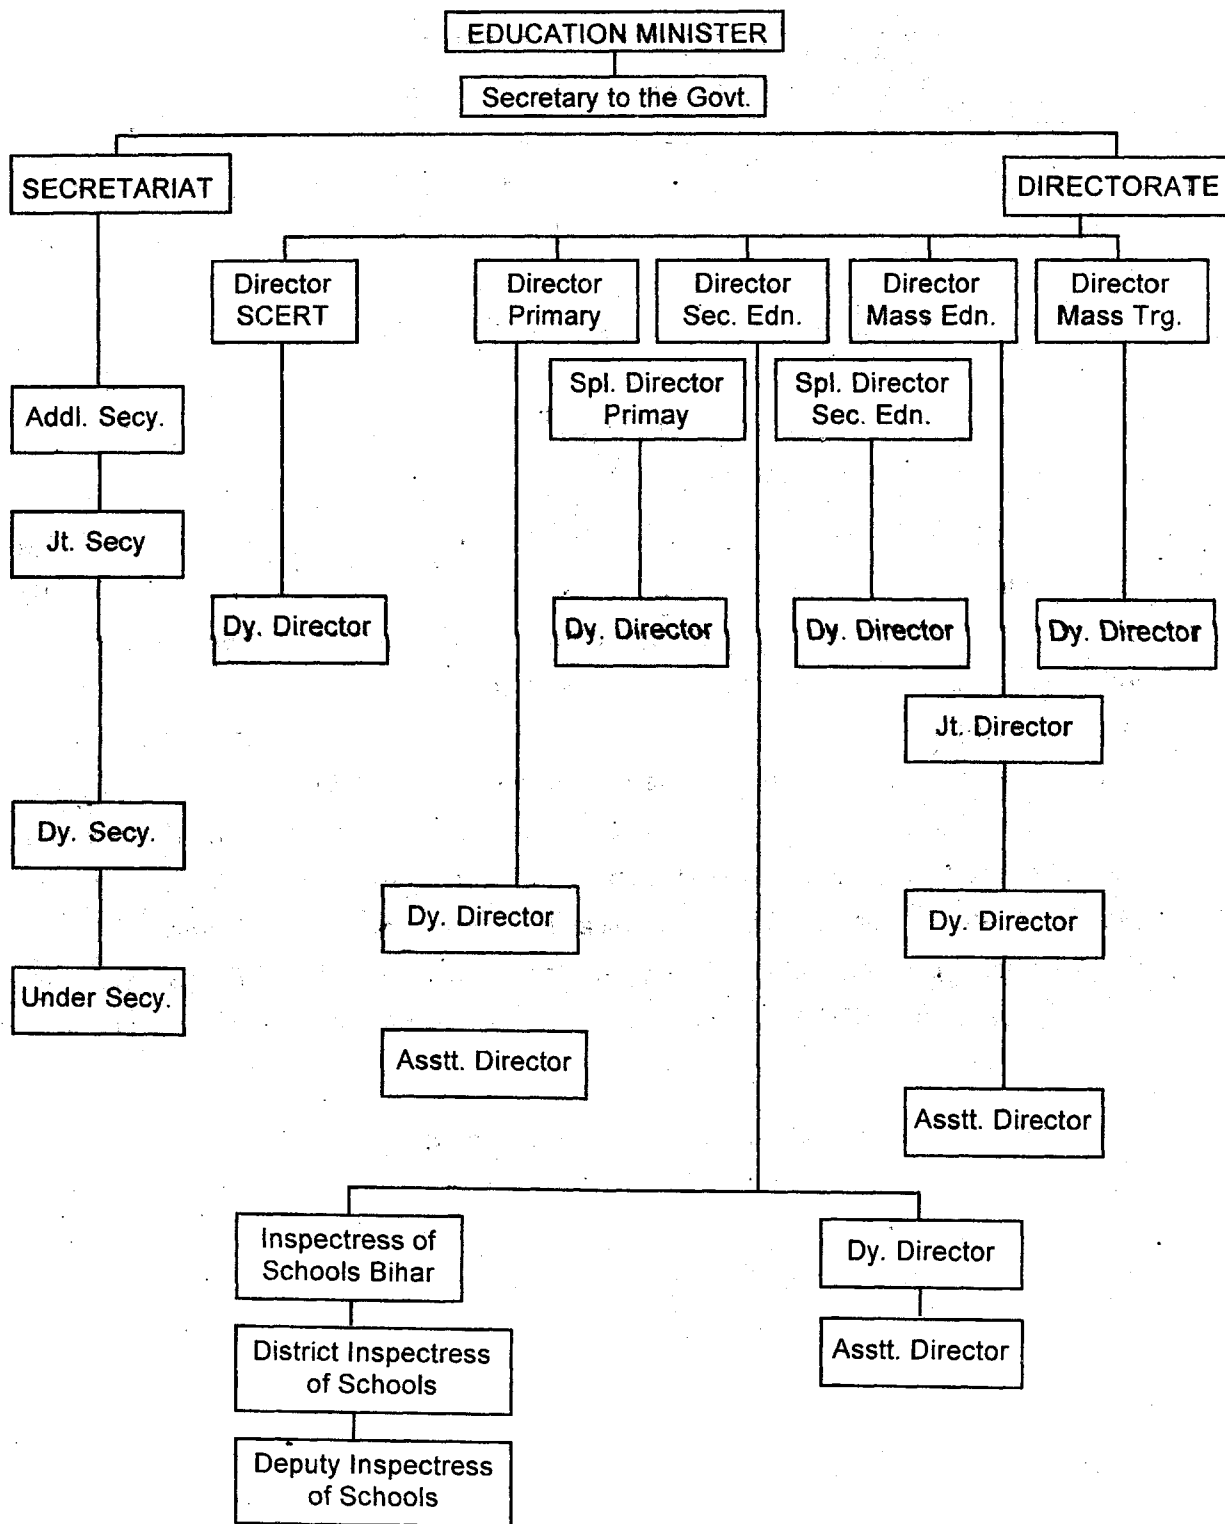 EDUCATION MINISTER
Secretary to the Govt.
SECRETARIAT
DIRECTORATE
Director
SCERT
Director
Primary
Director
Sec. Edn.
Director
Mass Edn.
Director
Mass Trg.
Spl. Director
Primay
Spl. Director
Sec. Edn.
Addl. Secy.
Jt. Secy
Dy. Director
Dy. Director
Dy. Director
Dy. Director
Jt. Director
Dy. Secy.
Dy. Director
Dy. Director
Under Secy.
Asstt. Director
Asstt. Director
Inspectress of
Schools Bihar
Dy. Director
District Inspectress
of Schools
Asstt. Director
Deputy Inspectress
of Schools